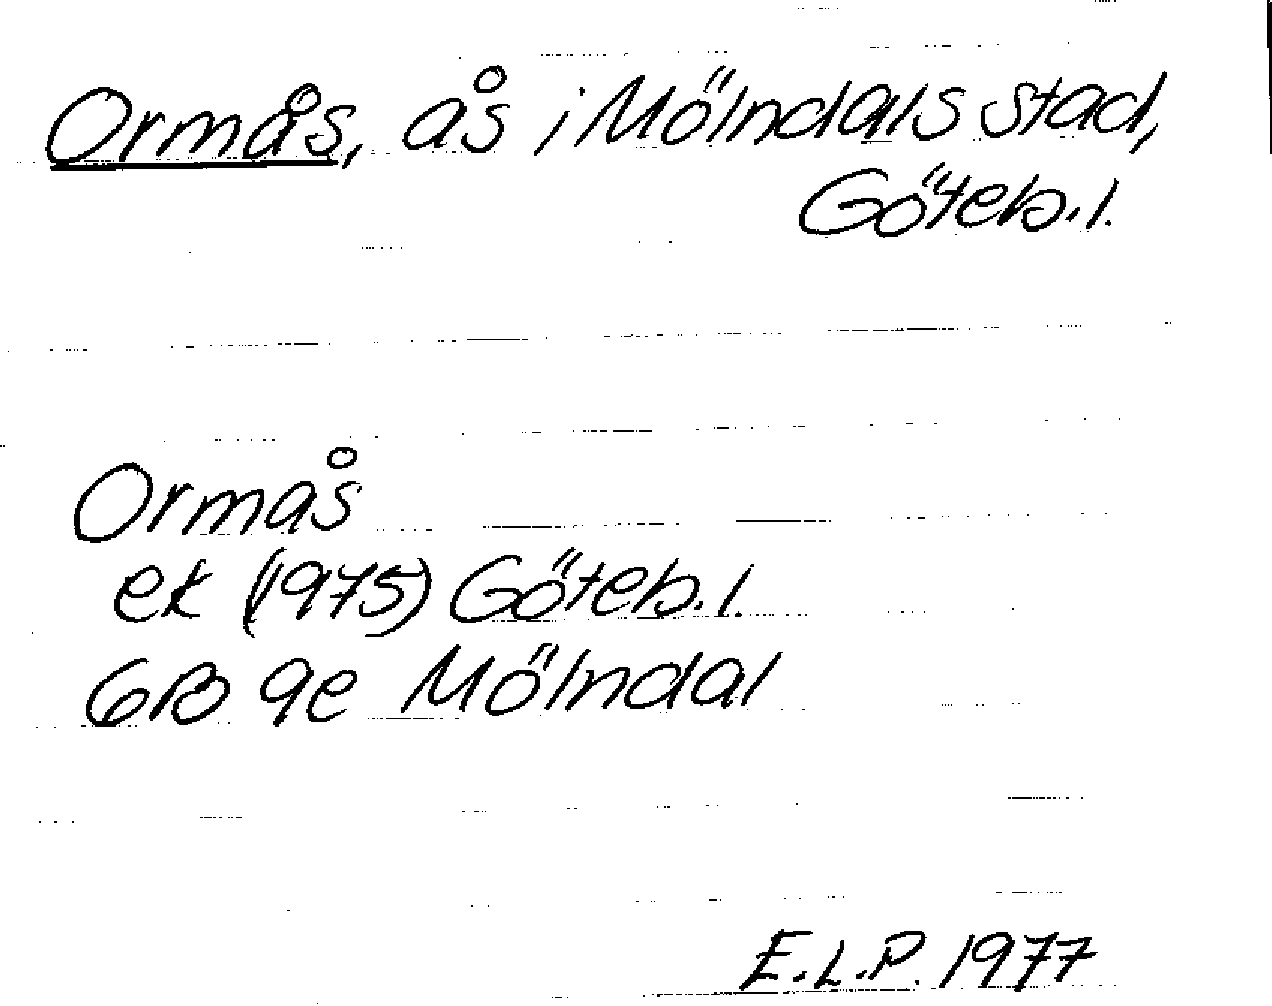 Ormås, ås i Mölndals stad,
Göteb.l.
Ormås
ek (1975) Göteb.l.
6B 9e Mölndal
E.L.P. 1977